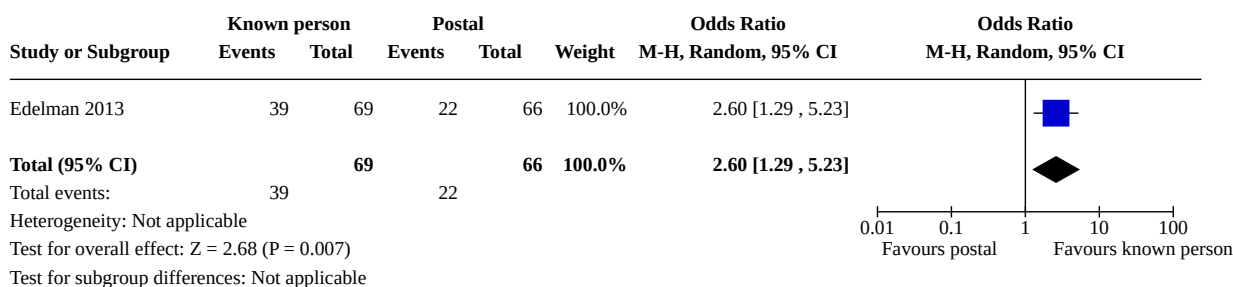 Known person Postal Odds Ratio Odds Ratio
Study or Subgroup Events Total Events Total Weight M-H, Random, 95% CI M-H, Random, 95% CI
Edelman 2013 39 69 22 66 100.0% 2.60 [1.29 , 5.23]
Total (95% CI) 69 66 100.0% 2.60 [1.29 , 5.23]
Total events: 39 22
Heterogeneity: Not applicable
0.01 0.1 1 10 100
Test for overall effect: Z = 2.68 (P = 0.007) Favours postal Favours known person
Test for subgroup differences: Not applicable